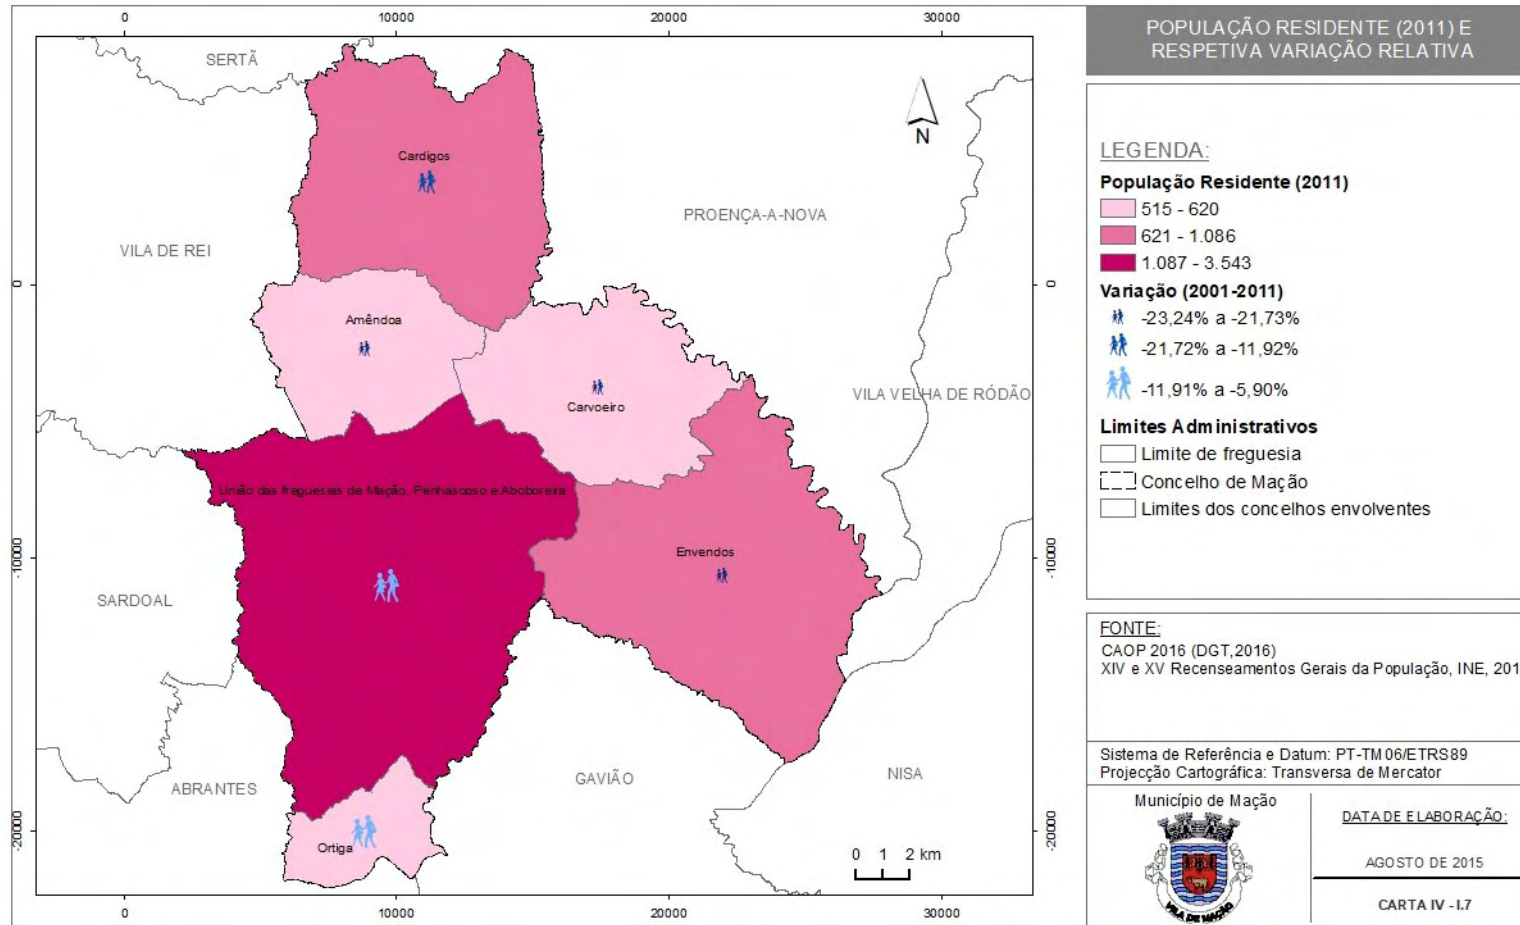 0 10000 20000 30000
POPULAÇÃO RESIDENTE (2011) E
RESPETIVA VARIAÇÃO RELATIVA
SERTÃ
N
Cardigos
PROENÇA-A-NOVA
VILA DE REI
0 0
Amêndoa
Carvoeiro
VILA VELHA DE RÓDÃO
União das freguesias de Mação, Penhascoso e Aboboreira
Envendos
-10000 -10000
SARDOAL
ABRANTES
GAVIÃO
NISA
-20000 -20000
Ortiga
0 1 2 km
0 10000 20000 30000
LEGENDA:
População Residente (2011)
515 - 620
621 - 1.086
1.087 - 3.543
Variação (2001-2011)
-23,24% a -21,73%
-21,72% a -11,92%
-11,91% a -5,90%
Limites Administrativos
Limite de freguesia
Concelho de Mação
Limites dos concelhos envolventes
FONTE:
CAOP 2016 (DGT,2016)
XIV e XV Recenseamentos Gerais da População, INE, 201
Sistema de Referência e Datum: PT-TM06/ETRS89
Projecção Cartográfica: Transversa de Mercator
Município de Mação
VILA DE MAÇÃO
DATA DE ELABORAÇÃO:
AGOSTO DE 2015
CARTA IV - I.7